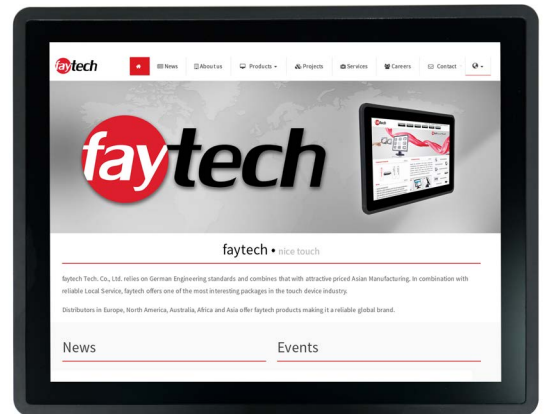 faytech
News
About us
Products
Projects
Services
Careers
Contact
faytech
faytech • nice touch
faytech Tech. Co., Ltd. relies on German Engineering standards and combines that with attractive priced Asian Manufacturing. In combination with
reliable Local Service, faytech offers one of the most interesting packages in the touch device industry.
Distributors in Europe, North America, Australia, Africa and Asia offer faytech products making it a reliable global brand.
News
Events